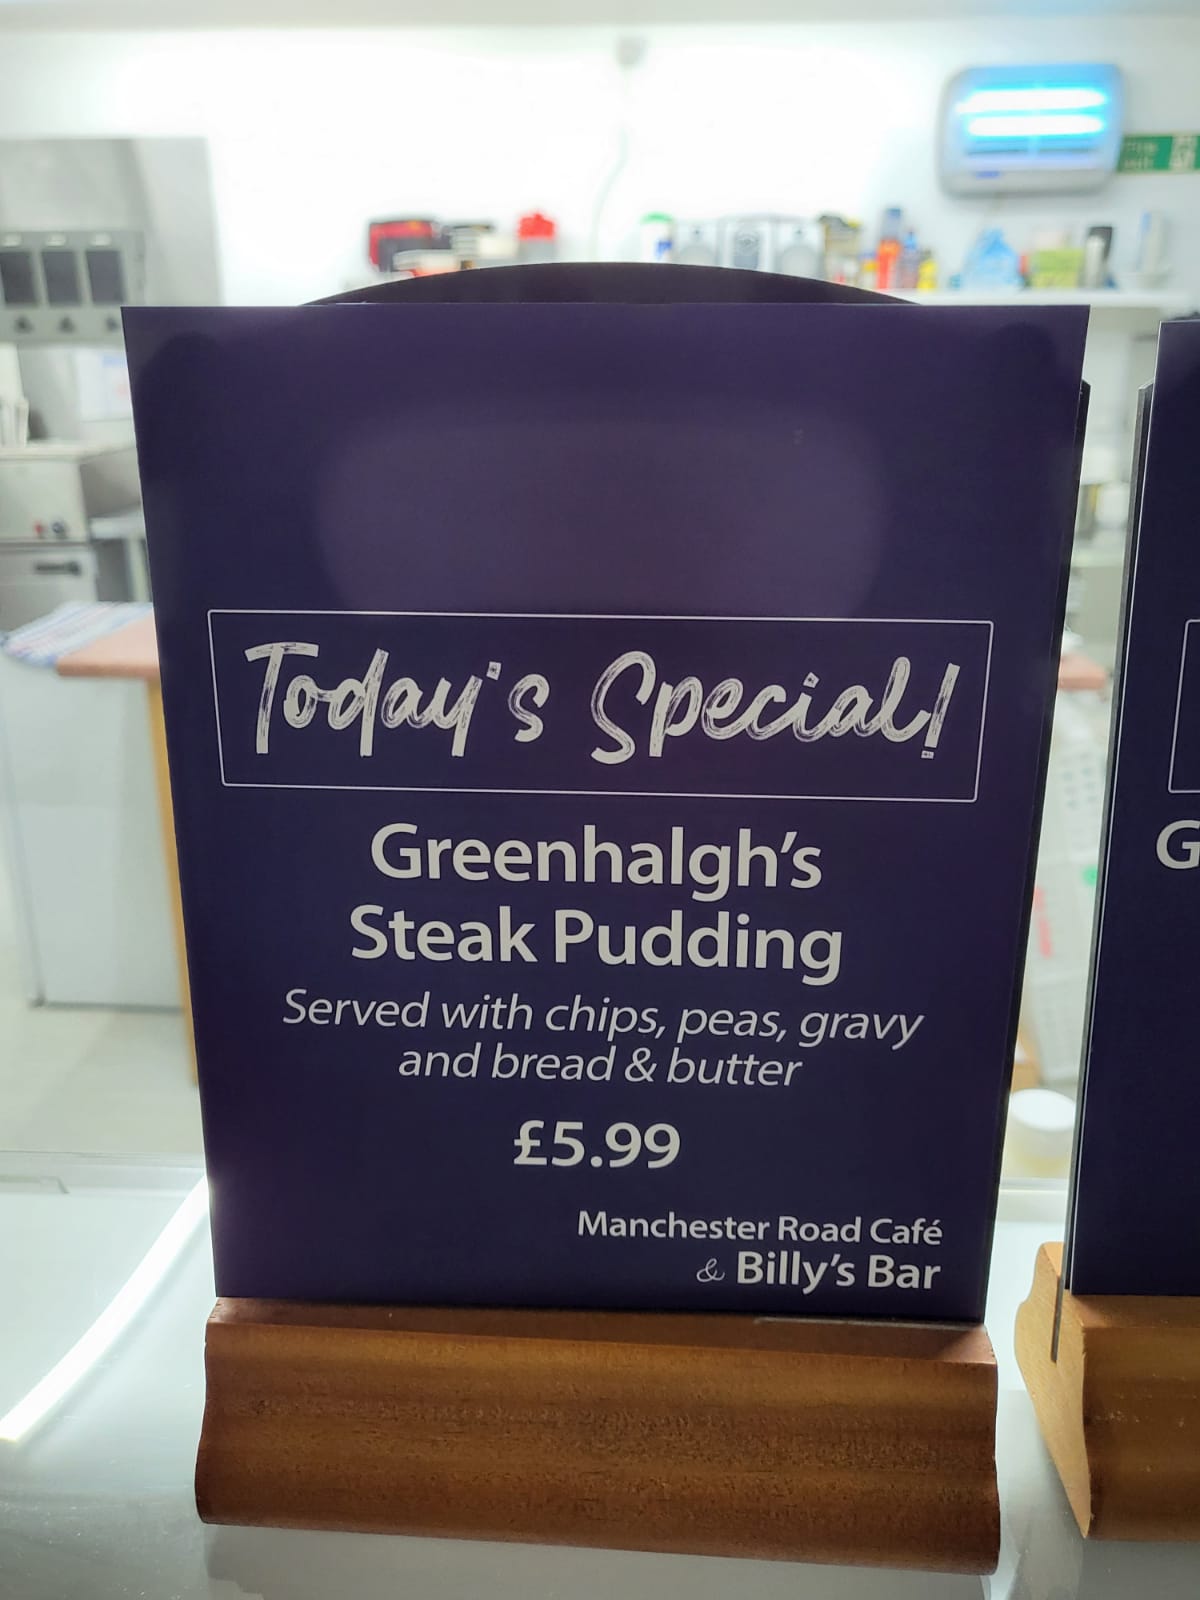 Today's Special!
Greenhalgh's
Steak Pudding
Served with chips, peas, gravy
and bread & butter
£5.99
Manchester Road Café
& Billy's Bar
G